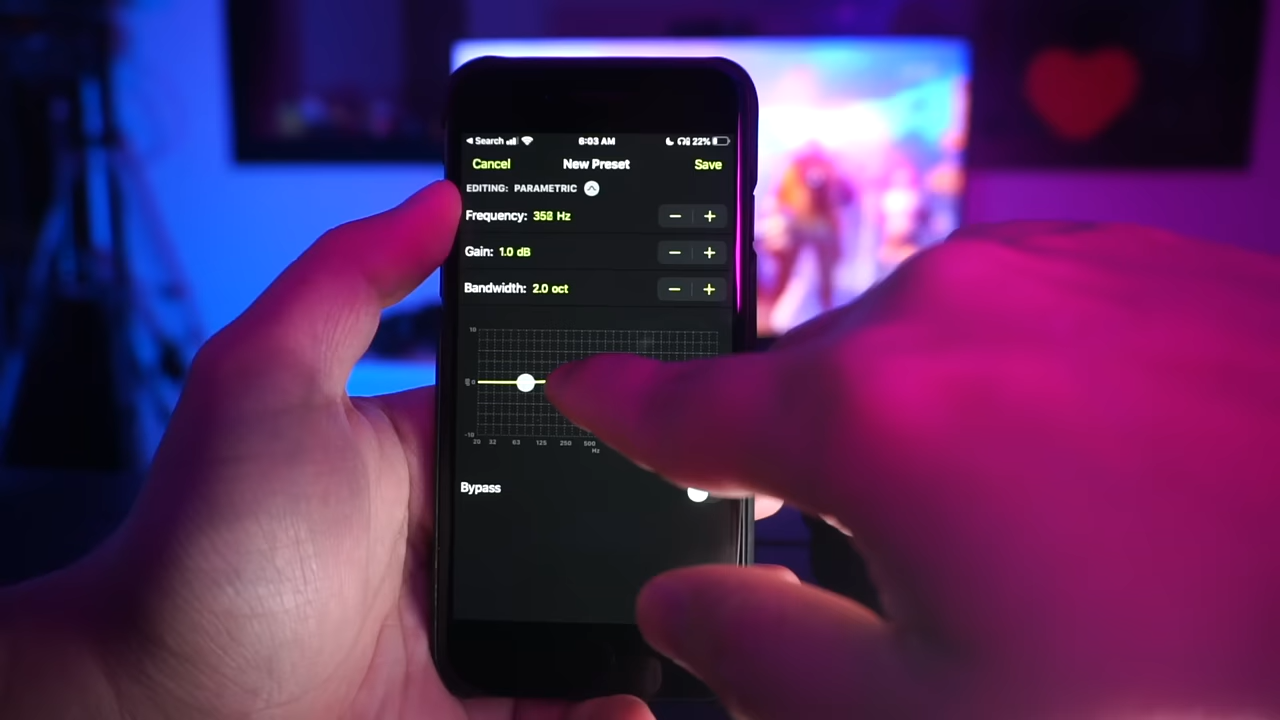 ◀ Search 6:03 AM 22%
Cancel New Preset Save
EDITING: PARAMETRIC
Frequency: Hz − +
Gain: 1.0 dB − +
Bandwidth: 2.0 oct − +
10
0
-10
20 32 63 125 250 500
Hz
Bypass